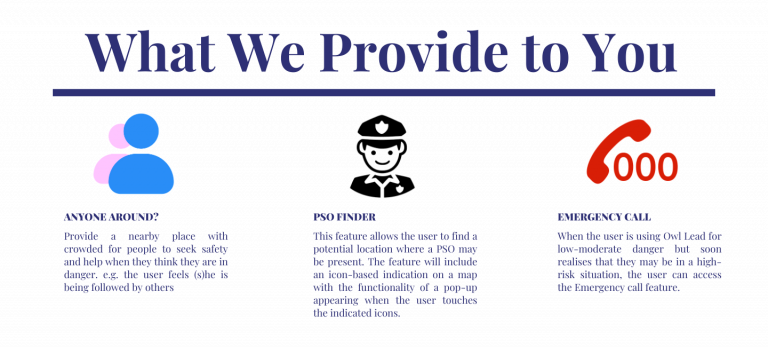 What We Provide to You
000
ANYONE AROUND?
Provide a nearby place with
crowded for people to seek safety
and help when they think they are in
danger. e.g. the user feels (s)he is
being followed by others
PSO FINDER
This feature allows the user to find a
potential location where a PSO may
be present. The feature will include
an icon-based indication on a map
with the functionality of a pop-up
appearing when the user touches
the indicated icons.
EMERGENCY CALL
When the user is using Owl Lead for
low-moderate danger but soon
realises that they may be in a high-
risk situation, the user can access
the Emergency call feature.